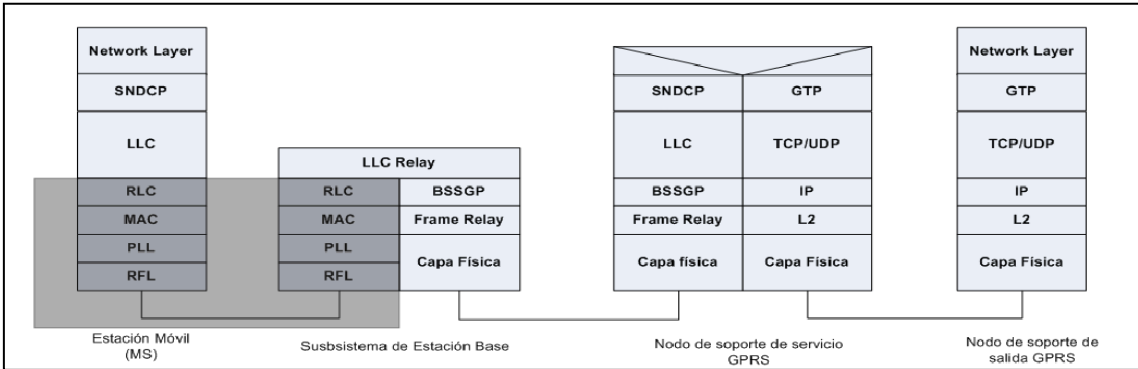 Network Layer
SNDCP
LLC
RLC
MAC
PLL
RFL
Estación Móvil
(MS)
LLC Relay
RLC
BSSGP
MAC
Frame Relay
PLL
Capa Física
RFL
Susbsistema de Estación Base
SNDCP
GTP
LLC
TCP/UDP
BSSGP
IP
Frame Relay
L2
Capa física
Capa Física
Nodo de soporte de servicio
GPRS
Network Layer
GTP
TCP/UDP
IP
L2
Capa Física
Nodo de soporte de
salida GPRS